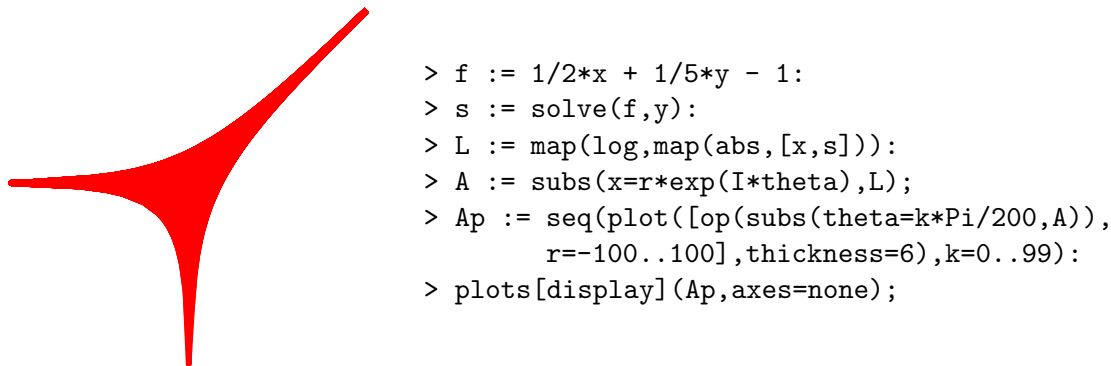 > f := 1/2*x + 1/5*y - 1:
> s := solve(f,y):
> L := map(log,map(abs,[x,s])):
> A := subs(x=r*exp(I*theta),L);
> Ap := seq(plot([op(subs(theta=k*Pi/200,A)),
r=-100..100],thickness=6),k=0..99):
> plots[display](Ap,axes=none);